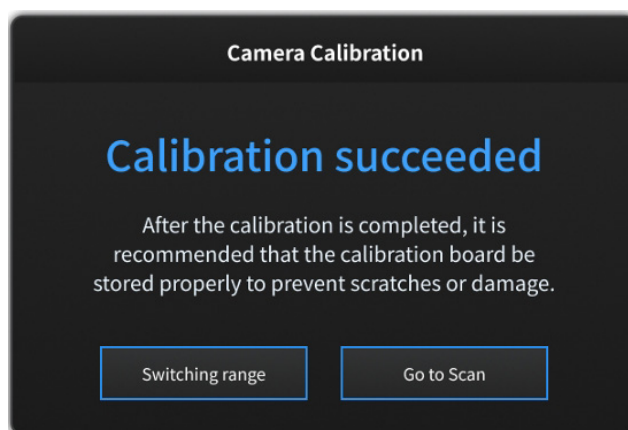 Camera Calibration
Calibration succeeded
After the calibration is completed, it is
recommended that the calibration board be
stored properly to prevent scratches or damage.
Switching range
Go to Scan